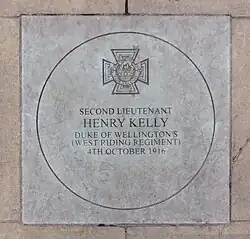 SECOND LIEUTENANT
HENRY KELLY
DUKE OF WELLINGTON'S
(WEST RIDING REGIMENT)
4TH OCTOBER 1916